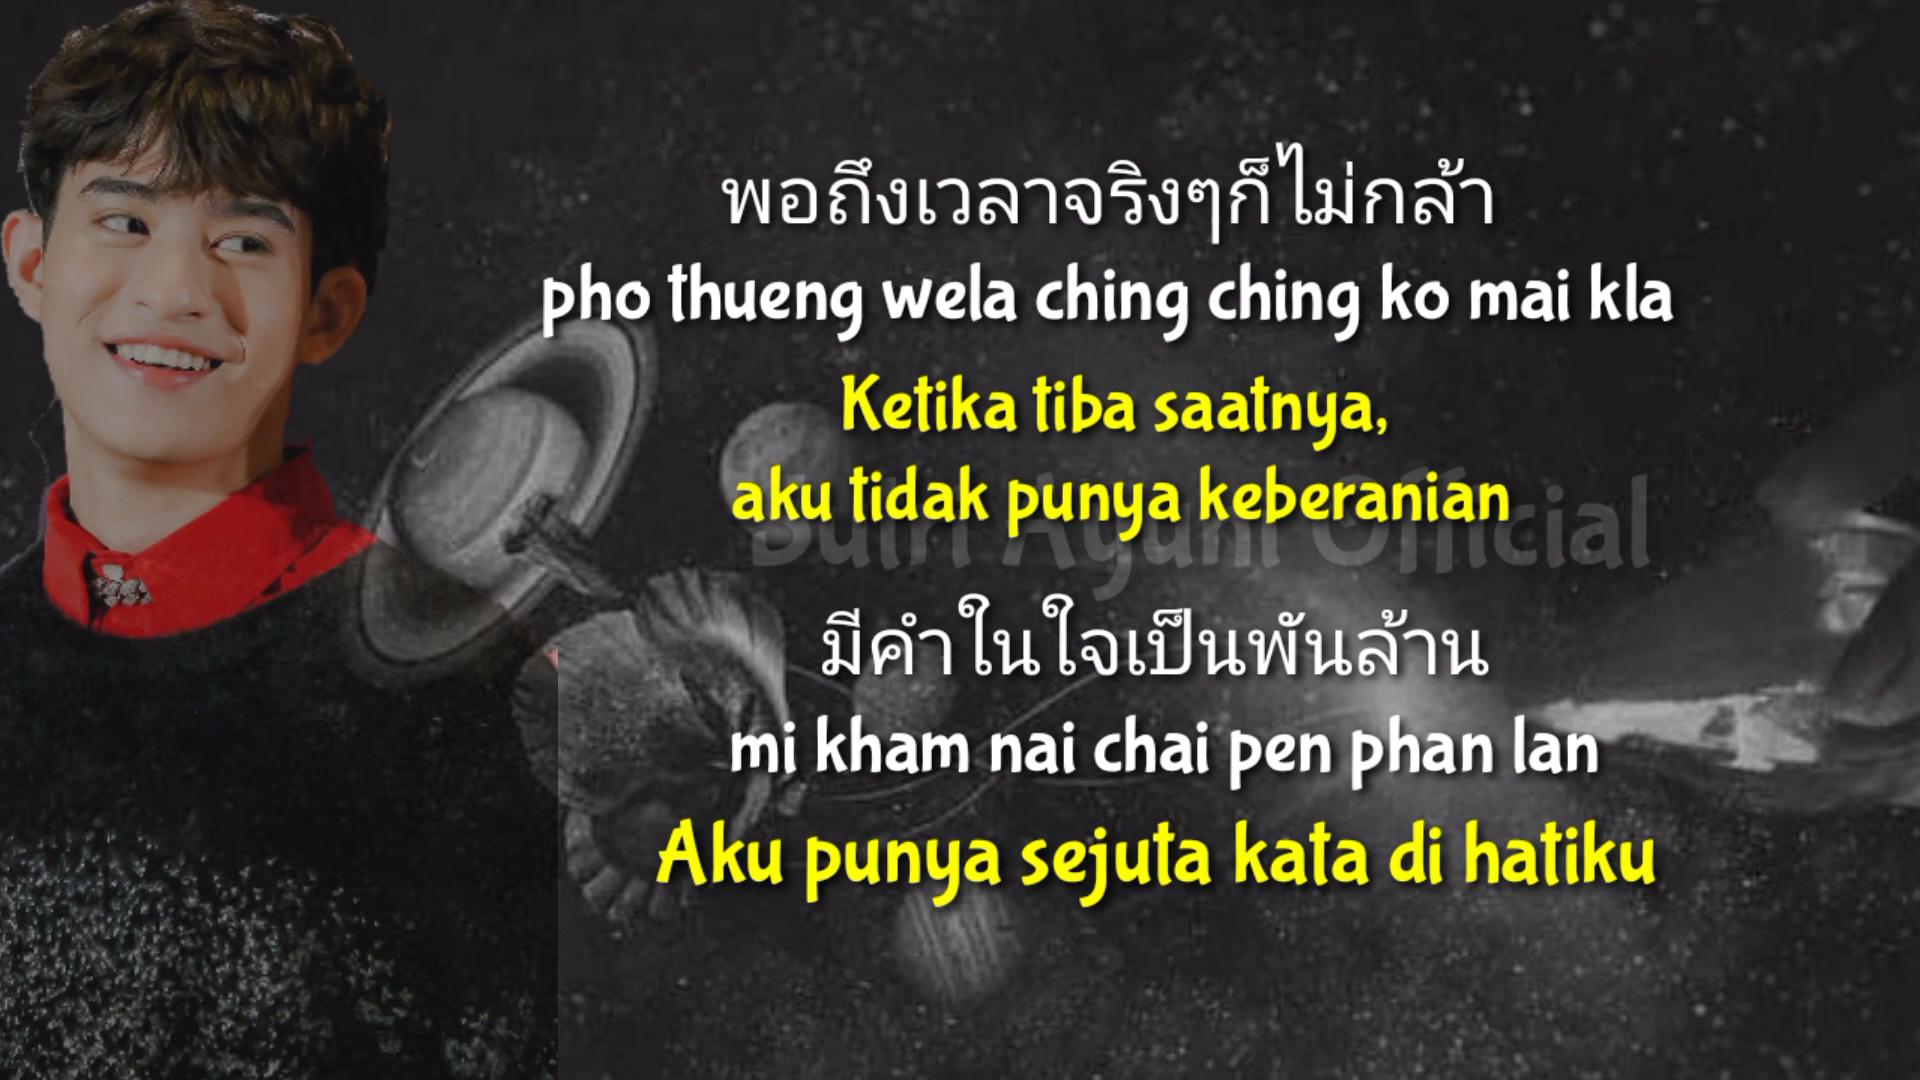 พอถึงเวลาจริงๆก็ไม่กล้า
pho thueng wela ching ching ko mai kla
Ketika tiba saatnya,
aku tidak punya keberanian
Ayuni Official
มีคำในใจเป็นพันล้าน
mi kham nai chai pen phan lan
Aku punya sejuta kata di hatiku